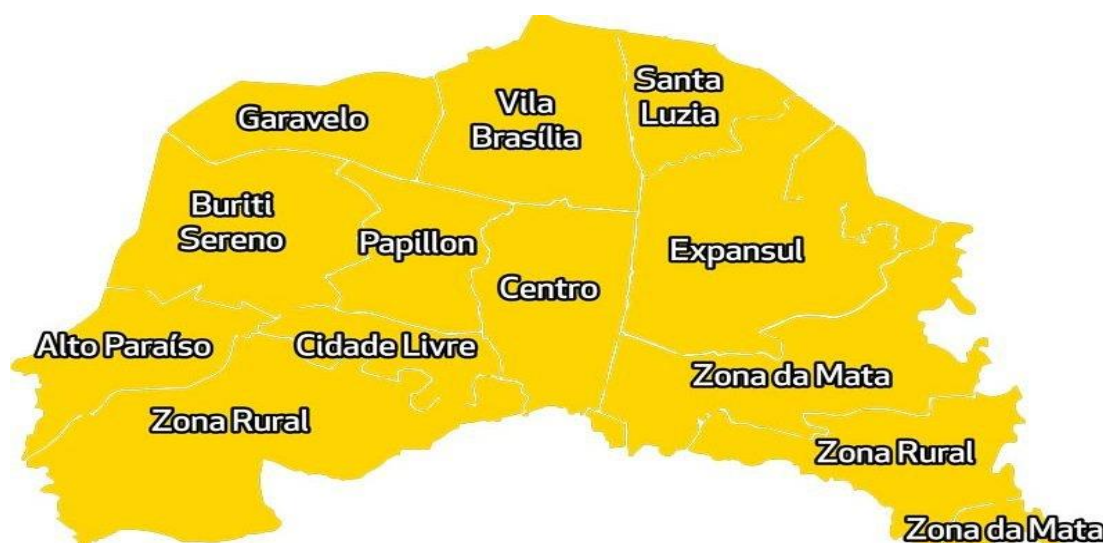 Santa
Luzia
Vila
Brasília
Garavelo
Buriti
Sereno
Papillon
Expansul
Centro
Alto Paraíso
Cidade Livre
Zona da Mata
Zona Rural
Zona Rural
Zona da Mata